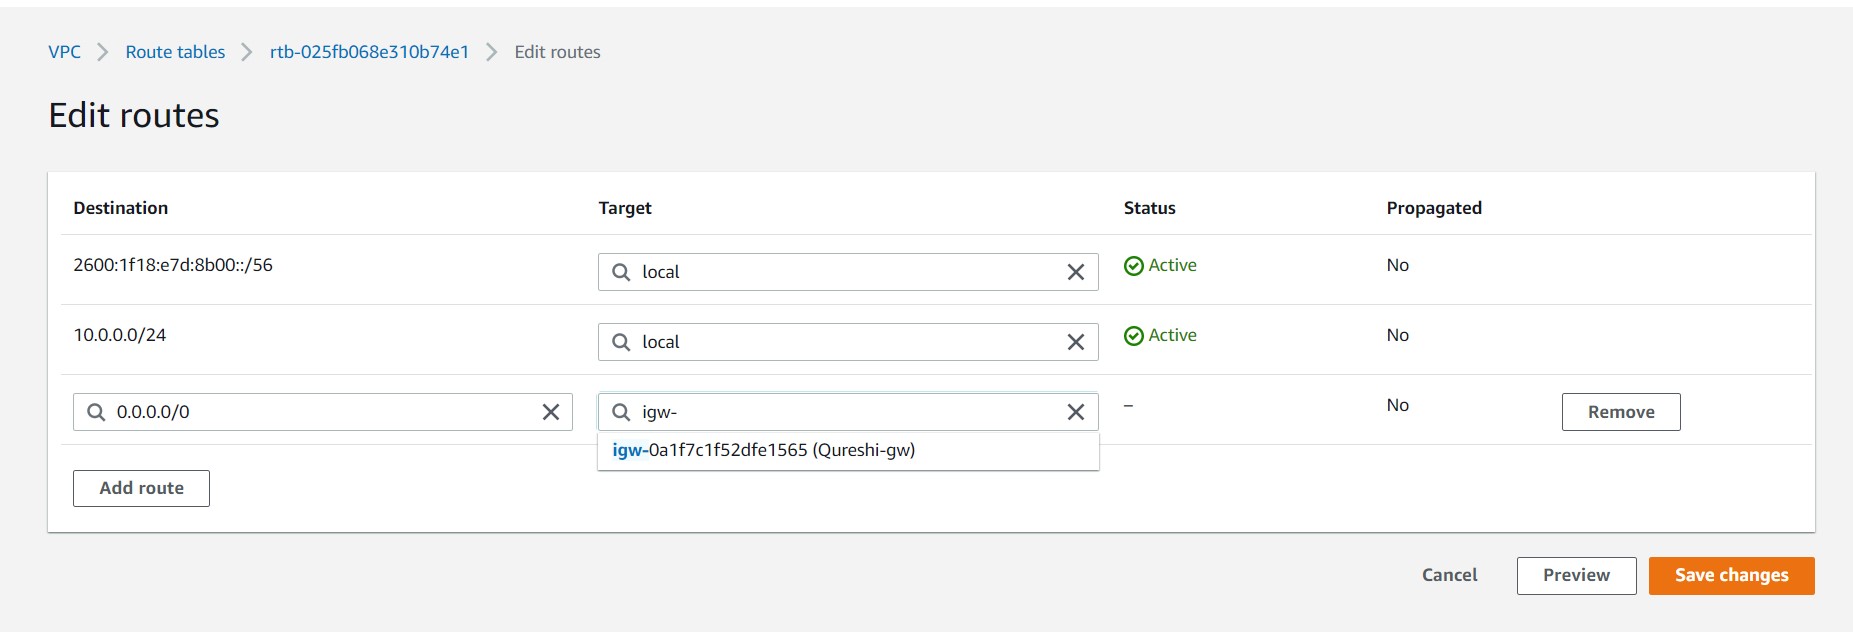 VPC > Route tables > rtb-025fb068e310b74e1 > Edit routes
Edit routes
Destination Target Status Propagated
2600:1f18:e7d:8b00::/56 local Active No
10.0.0.0/24 local Active No
0.0.0.0/0 igw- – No Remove
igw-0a1f7c1f52dfe1565 (Qureshi-gw)
Add route
Cancel Preview Save changes